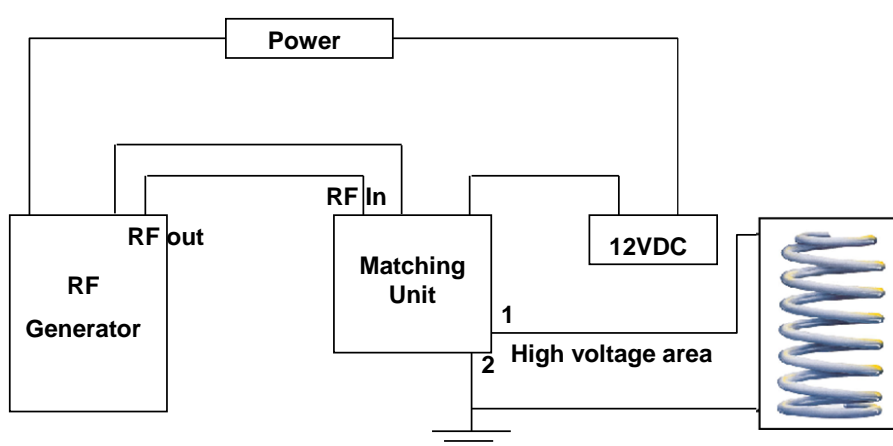 Power
RF In
RF out
12VDC
RF
Generator
Matching
Unit
1
2
High voltage area